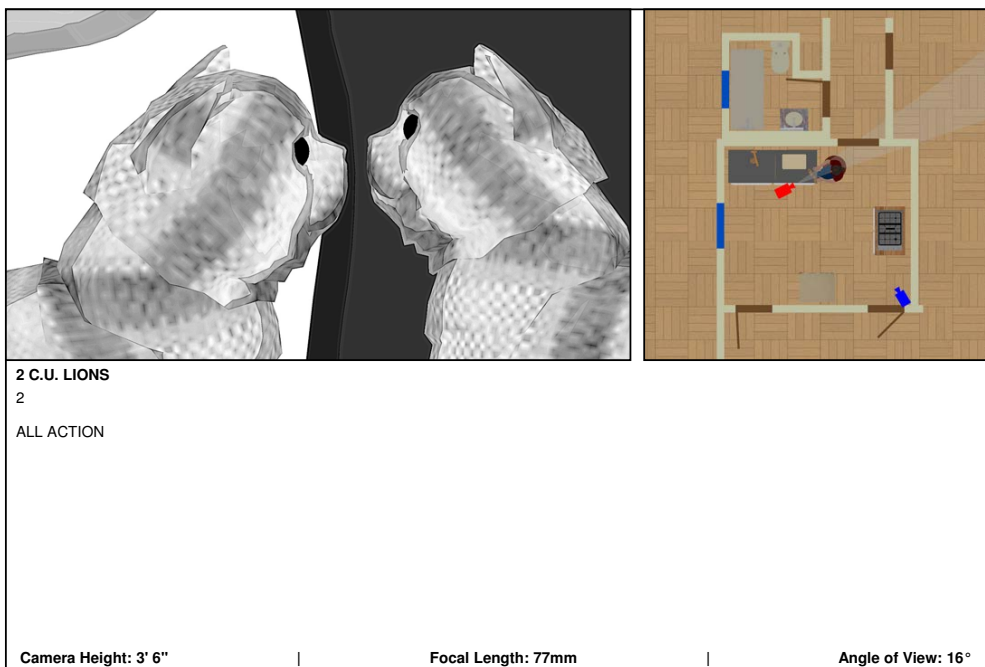 2 C.U. LIONS
2
ALL ACTION
Camera Height: 3' 6" | Focal Length: 77mm | Angle of View: 16°